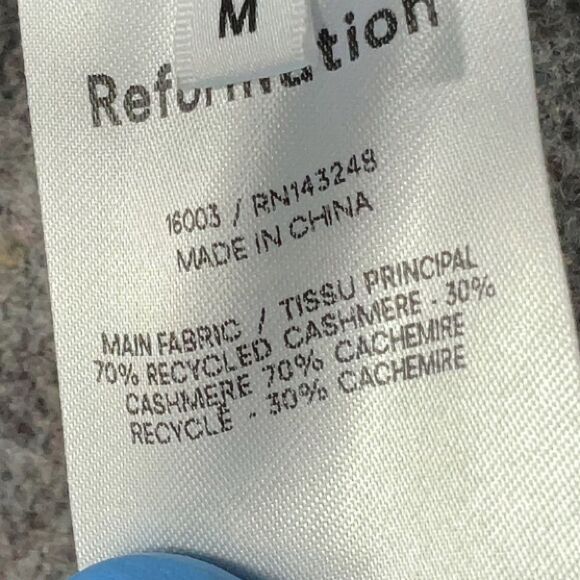 M
Reformation
16003 / RN143248
MADE IN CHINA
MAIN FABRIC / TISSU PRINCIPAL
70% RECYCLED CASHMERE - 30%
CASHMERE 70% CACHEMIRE
RECYCLÉ - 30% CACHEMIRE